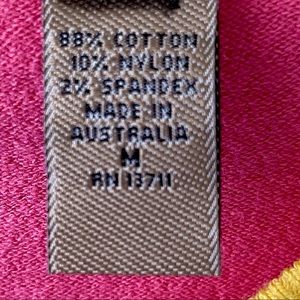 88% COTTON
10% NYLON
2% SPANDEX
MADE IN
AUSTRALIA
M
RN 13711